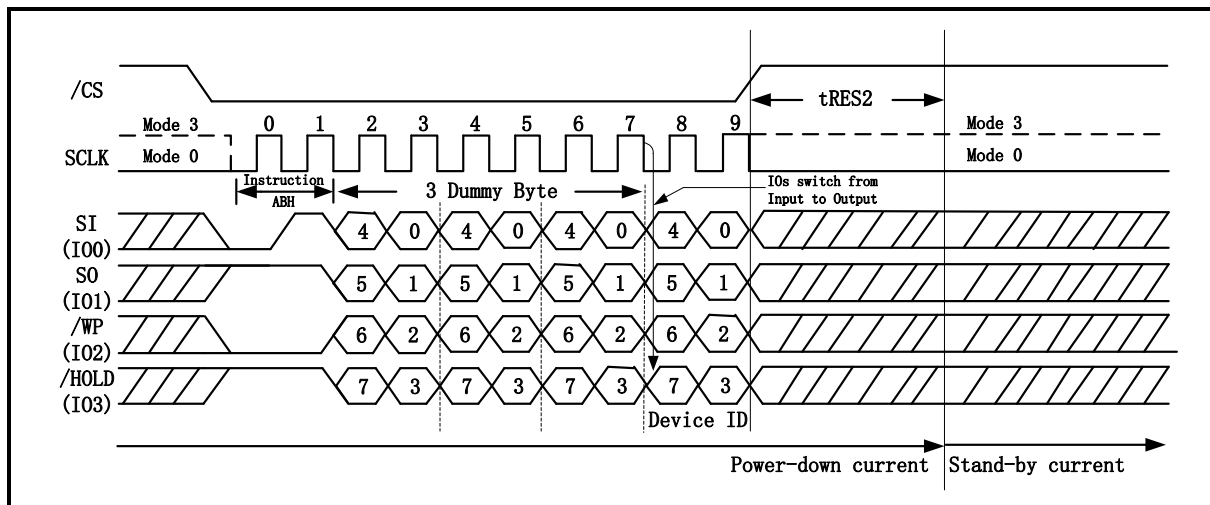 /CS
tRES2
0 1 2 3 4 5 6 7 8 9
Mode 3
Mode 3
SCLK
Mode 0
Mode 0
Instruction
ABH
3 Dummy Byte
IOs switch from
Input to Output
SI
(IO0)
4 0 4 0 4 0 4 0
SO
(IO1)
5 1 5 1 5 1 5 1
/WP
(IO2)
6 2 6 2 6 2 6 2
/HOLD
(IO3)
7 3 7 3 7 3 7 3
Device ID
Power-down current
Stand-by current